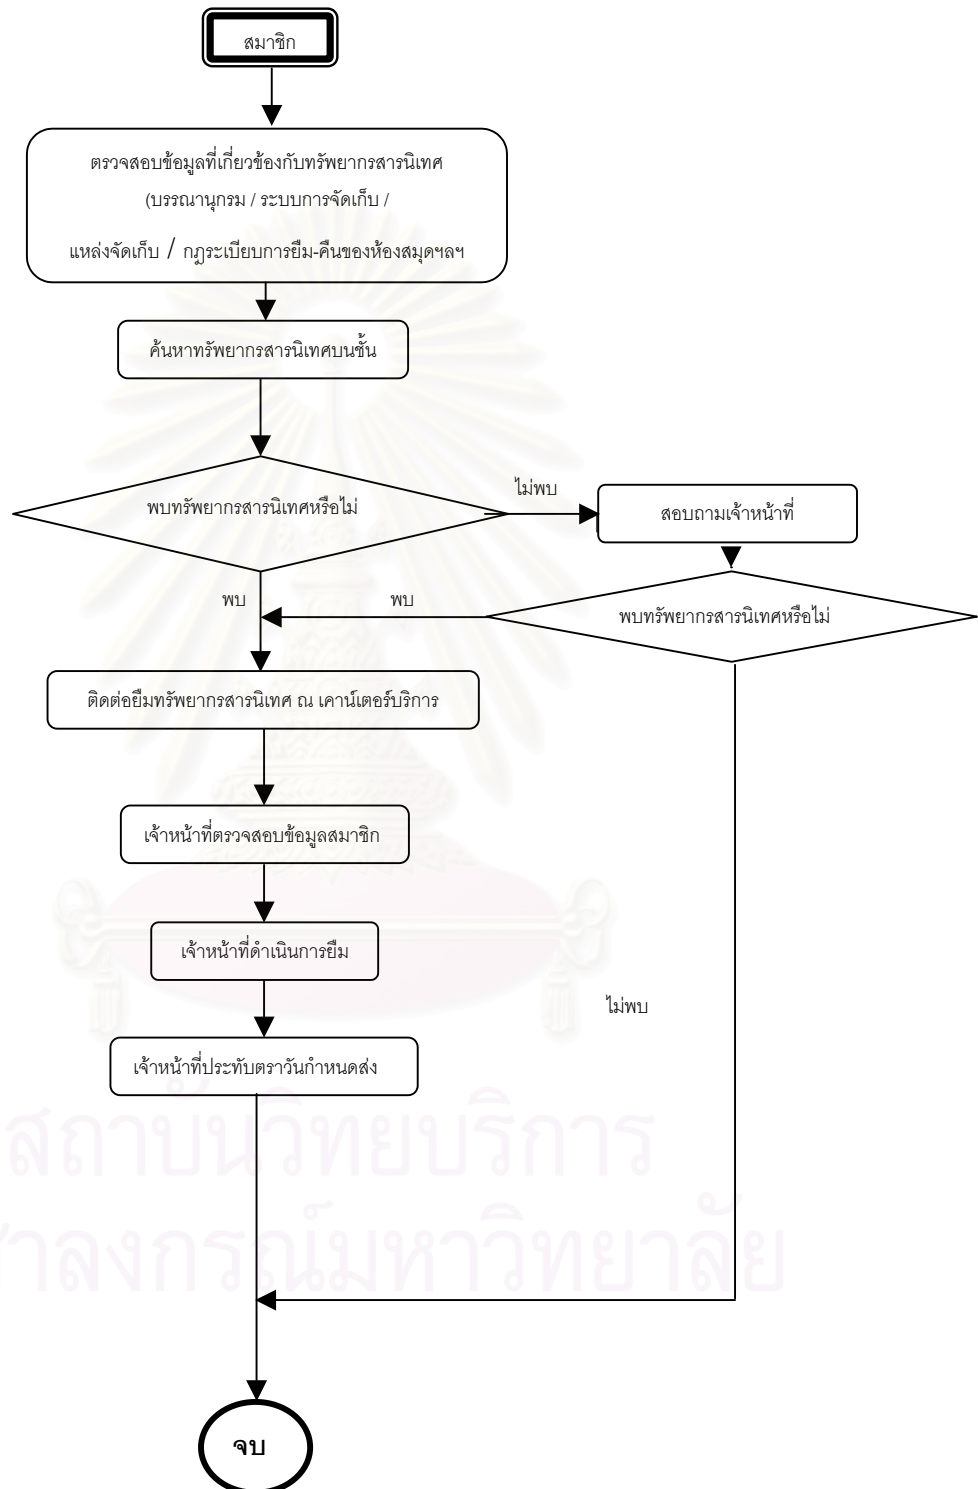 สมาชิก
ตรวจสอบข้อมูลที่เกี่ยวข้องกับทรัพยากรสารนิเทศ
(บรรณานุกรม / ระบบการจัดเก็บ /
แหล่งจัดเก็บ / กฎระเบียบการยืม-คืนของห้องสมุดฯลฯ
ค้นหาทรัพยากรสารนิเทศบนชั้น
พบทรัพยากรสารนิเทศหรือไม่
ไม่พบ
สอบถามเจ้าหน้าที่
พบ
พบ
พบทรัพยากรสารนิเทศหรือไม่
ติดต่อยืมทรัพยากรสารนิเทศ ณ เคาน์เตอร์บริการ
เจ้าหน้าที่ตรวจสอบข้อมูลสมาชิก
เจ้าหน้าที่ดำเนินการยืม
ไม่พบ
เจ้าหน้าที่ประทับตราวันกำหนดส่ง
สถาบันวิทยบริการ
าลงกรณ์มหาวิทยาลัย
จบ